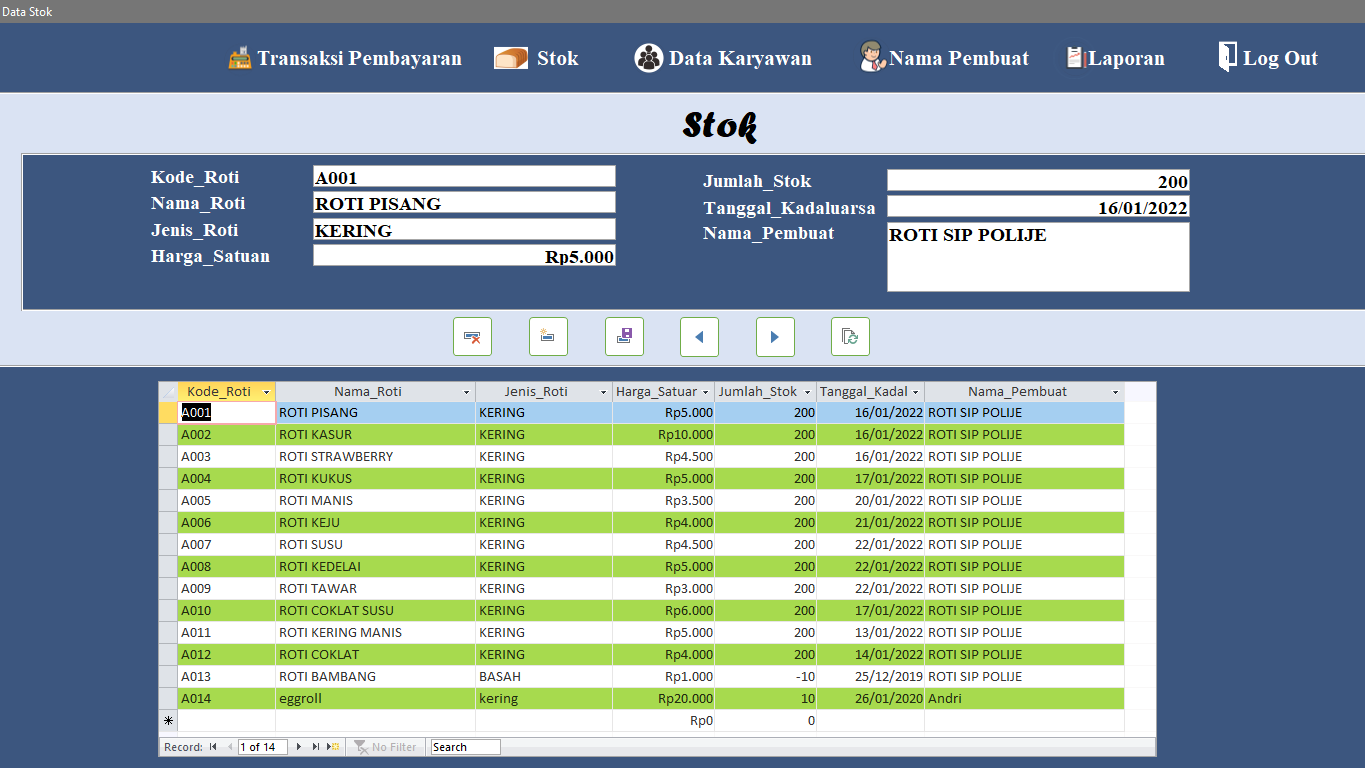 Data Stok
Transaksi Pembayaran Stok Data Karyawan Nama Pembuat Laporan Log Out
Stok
Kode_Roti A001
Nama_Roti ROTI PISANG
Jenis_Roti KERING
Harga_Satuan Rp5.000
Jumlah_Stok 200
Tanggal_Kadaluarsa 16/01/2022
Nama_Pembuat ROTI SIP POLIJE
Kode_Roti Nama_Roti Jenis_Roti Harga_Satuar Jumlah_Stok Tanggal_Kadal Nama_Pembuat
A001 ROTI PISANG KERING Rp5.000 200 16/01/2022 ROTI SIP POLIJE
A002 ROTI KASUR KERING Rp10.000 200 16/01/2022 ROTI SIP POLIJE
A003 ROTI STRAWBERRY KERING Rp4.500 200 16/01/2022 ROTI SIP POLIJE
A004 ROTI KUKUS KERING Rp5.000 200 17/01/2022 ROTI SIP POLIJE
A005 ROTI MANIS KERING Rp3.500 200 20/01/2022 ROTI SIP POLIJE
A006 ROTI KEJU KERING Rp4.000 200 21/01/2022 ROTI SIP POLIJE
A007 ROTI SUSU KERING Rp4.500 200 22/01/2022 ROTI SIP POLIJE
A008 ROTI KEDELAI KERING Rp5.000 200 22/01/2022 ROTI SIP POLIJE
A009 ROTI TAWAR KERING Rp3.000 200 22/01/2022 ROTI SIP POLIJE
A010 ROTI COKLAT SUSU KERING Rp6.000 200 17/01/2022 ROTI SIP POLIJE
A011 ROTI KERING MANIS KERING Rp5.000 200 13/01/2022 ROTI SIP POLIJE
A012 ROTI COKLAT KERING Rp4.000 200 14/01/2022 ROTI SIP POLIJE
A013 ROTI BAMBANG BASAH Rp1.000 -10 25/12/2019 ROTI SIP POLIJE
A014 eggroll kering Rp20.000 10 26/01/2020 Andri
Rp0 0
Record: 1 of 14 No Filter Search